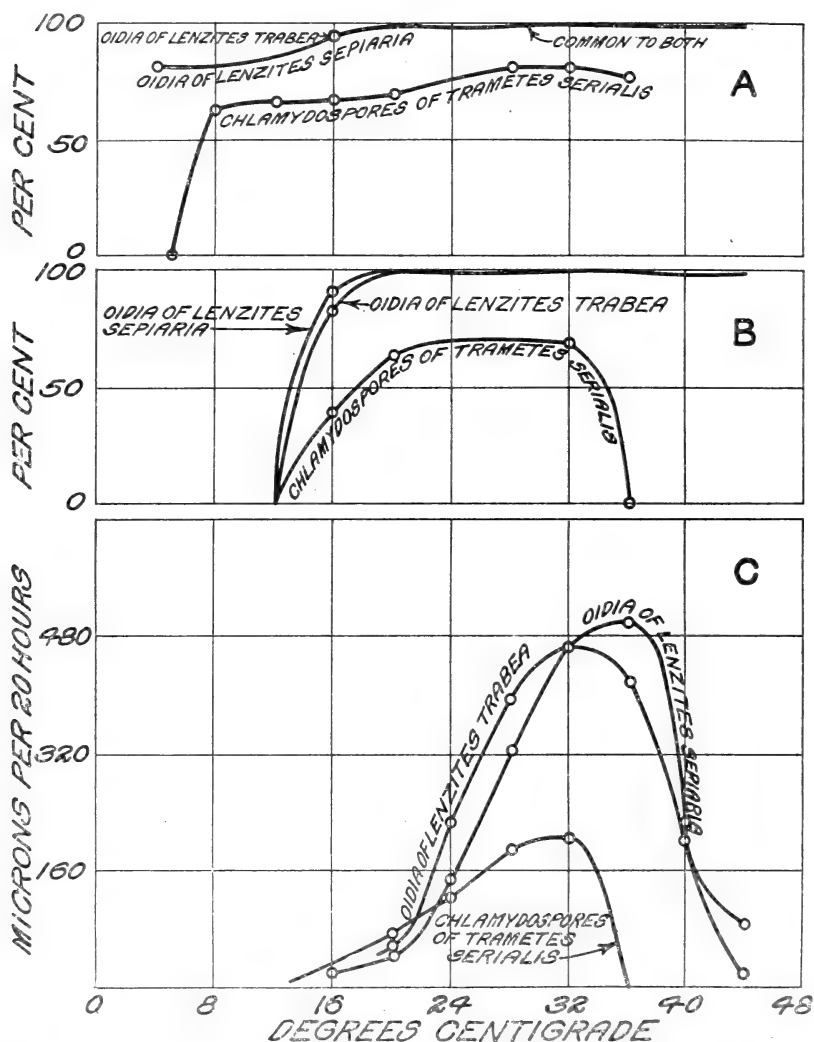 100
50
0
PER CENT
OIDIA OF LENZITES TRABEA
OIDIA OF LENZITES SEPIARIA
COMMON TO BOTH
CHLAMYDOSPORES OF TRAMETES SERIALIS
A
100
50
0
PER CENT
OIDIA OF LENZITES
SEPIARIA
OIDIA OF LENZITES TRABEA
CHLAMYDOSPORES OF TRAMETES SERIALIS
B
480
320
160
MICRONS PER 20 HOURS
OIDIA OF LENZITES TRABEA
OIDIA OF LENZITES SEPIARIA
CHLAMYDOSPORES
OF TRAMETES
SERIALIS
C
0 8 16 24 32 40 48
DEGREES CENTIGRADE